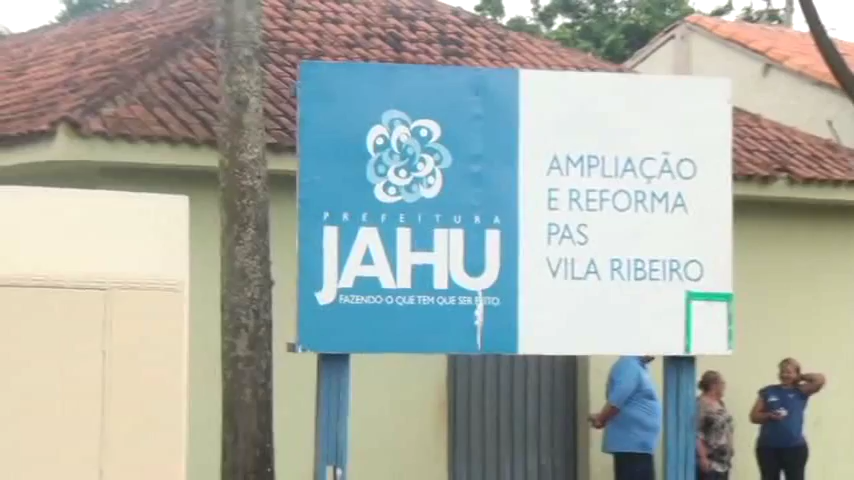 PREFEITURA
JAHU
FAZENDO O QUE TEM QUE SER FEITO.
AMPLIAÇÃO
E REFORMA
PAS
VILA RIBEIRO